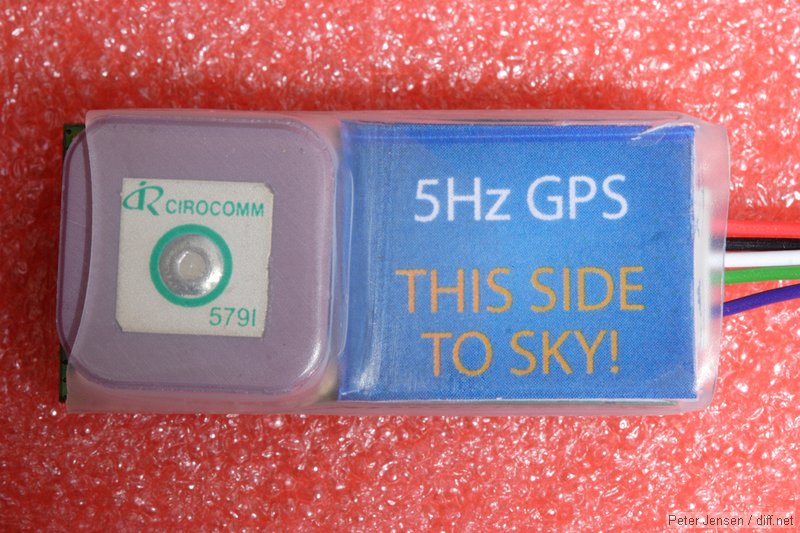 CIROCOMM
579I
5Hz GPS
THIS SIDE
TO SKY!
Peter Jensen / diff.net